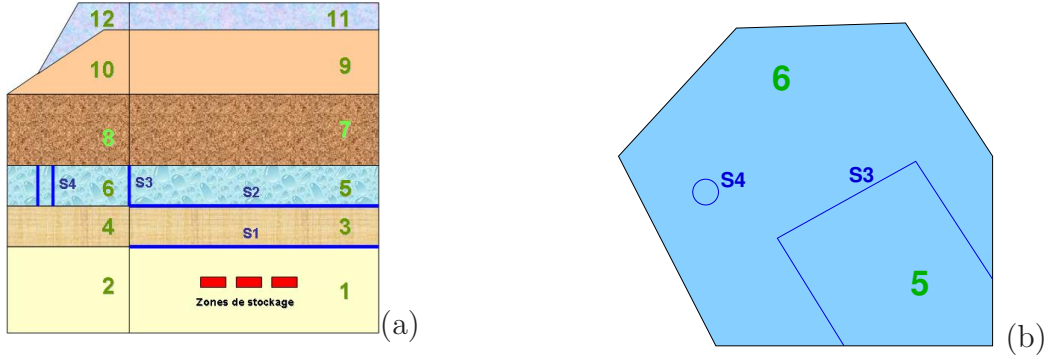 12 11
10 9
8 7
S4 6 S3 S2 5
4 S1 3
2 1
Zones de stockage
(a)
6
S4 S3
5
(b)